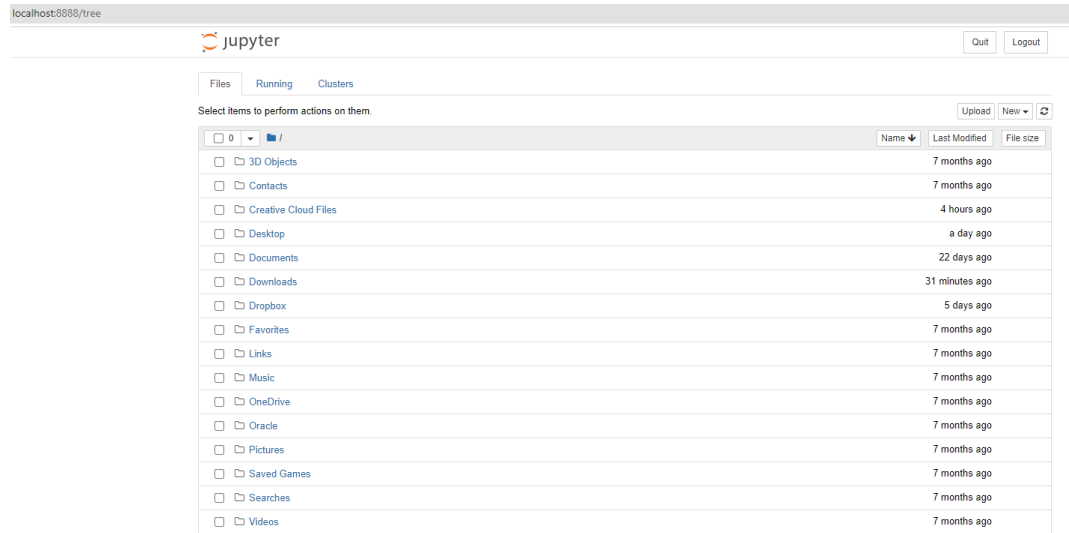 localhost:8888/tree
jupyter
Quit Logout
Files Running Clusters
Select items to perform actions on them.
Upload New
0 / Name Last Modified File size
3D Objects 7 months ago
Contacts 7 months ago
Creative Cloud Files 4 hours ago
Desktop a day ago
Documents 22 days ago
Downloads 31 minutes ago
Dropbox 5 days ago
Favorites 7 months ago
Links 7 months ago
Music 7 months ago
OneDrive 7 months ago
Oracle 7 months ago
Pictures 7 months ago
Saved Games 7 months ago
Searches 7 months ago
Videos 7 months ago